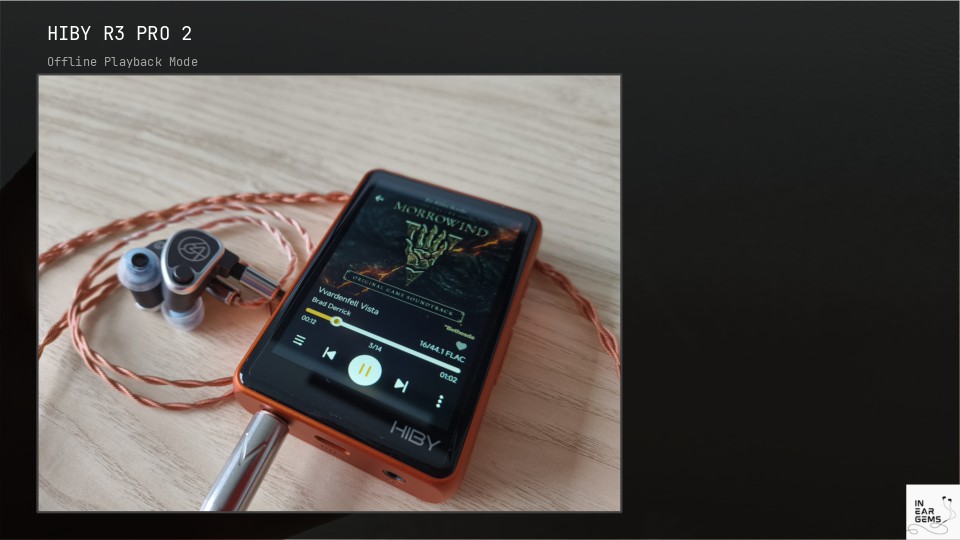 HIBY R3 PRO 2
Offline Playback Mode
MORROWIND
ORIGINAL GAME SOUNDTRACK
Vvardenfell Vista
Brad Derrick
Bethesda
00:12
3/14
16/44.1 FLAC
01:02
HIBY
IN
EAR
GEMS